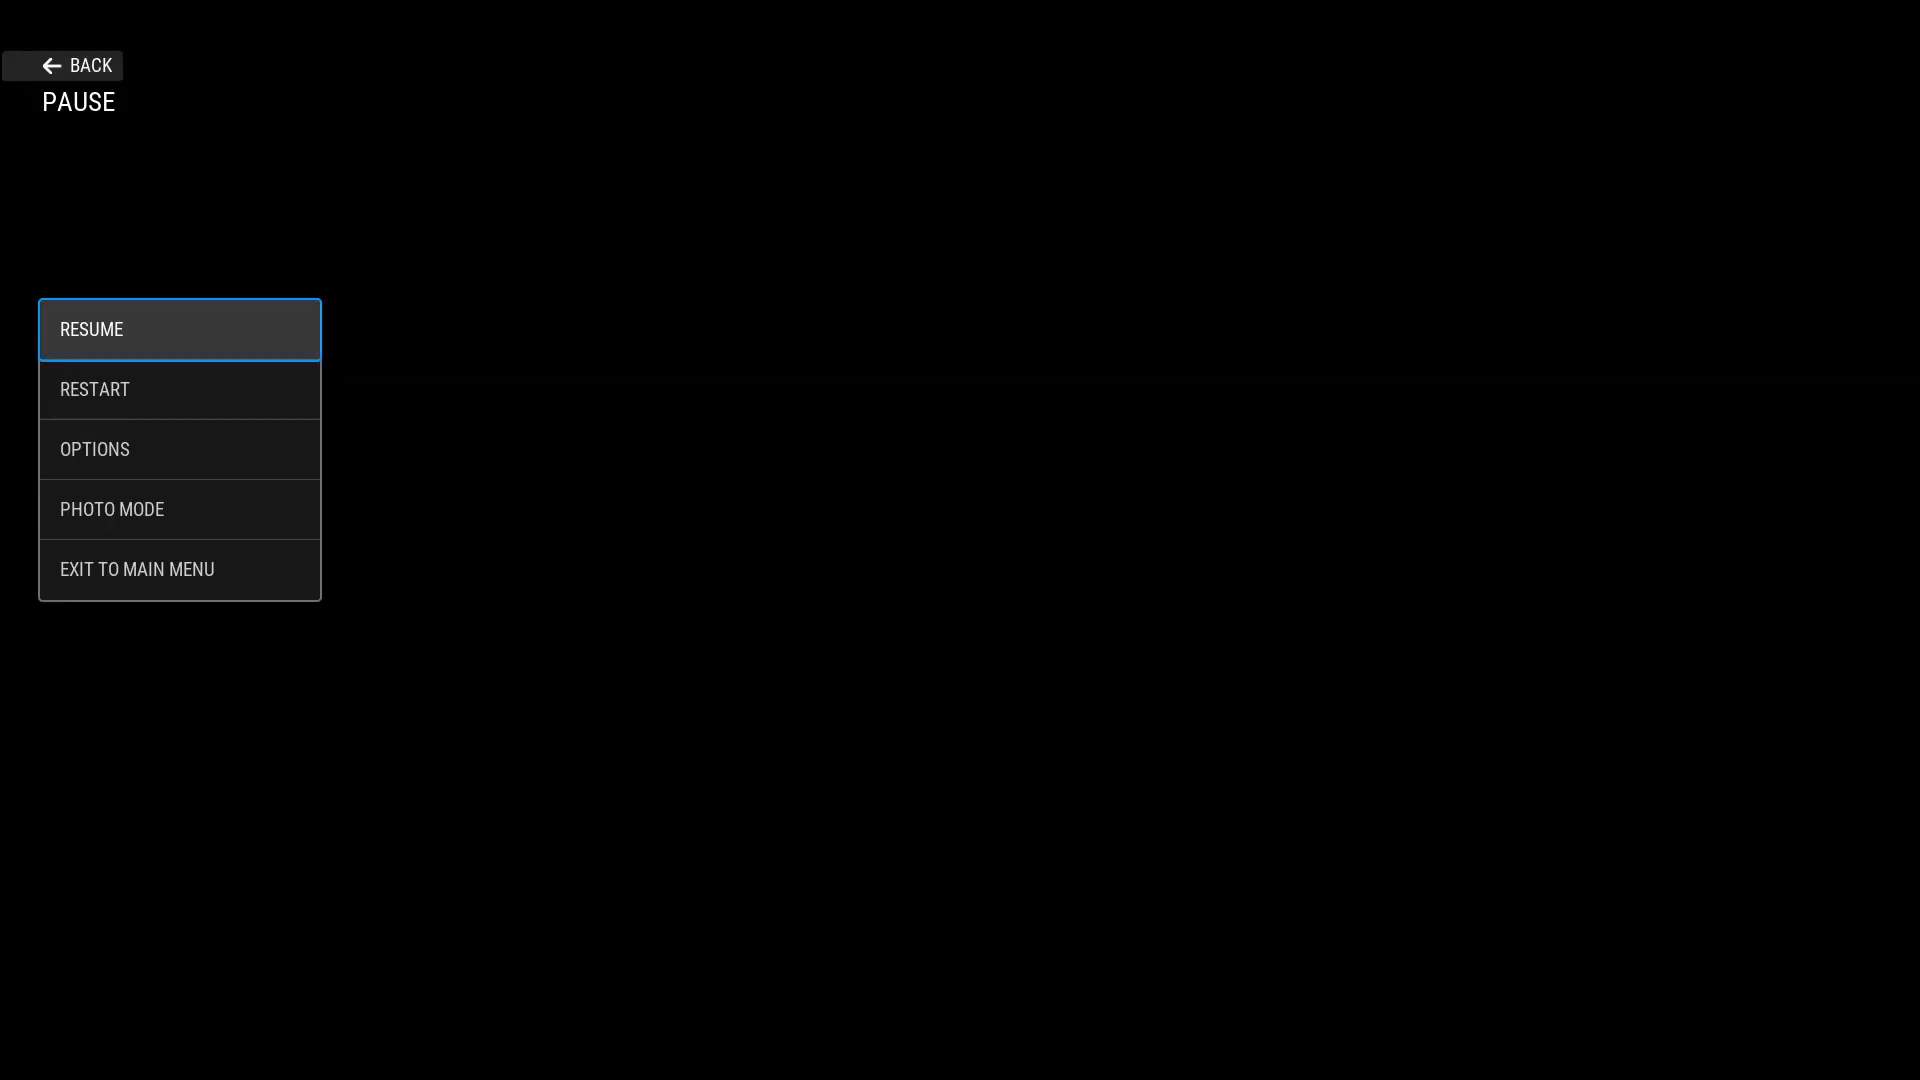 BACK
PAUSE
RESUME
RESTART
OPTIONS
PHOTO MODE
EXIT TO MAIN MENU